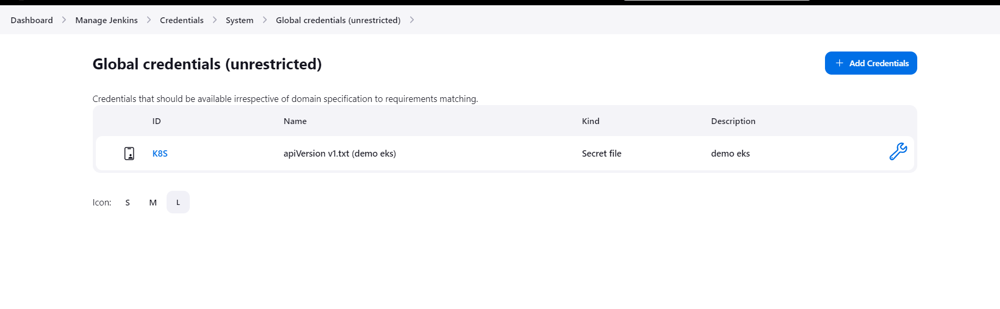 Dashboard > Manage Jenkins > Credentials > System > Global credentials (unrestricted) >
Global credentials (unrestricted)
+ Add Credentials
Credentials that should be available irrespective of domain specification to requirements matching.
ID Name Kind Description
K8S apiVersion v1.txt (demo eks) Secret file demo eks
Icon: S M L